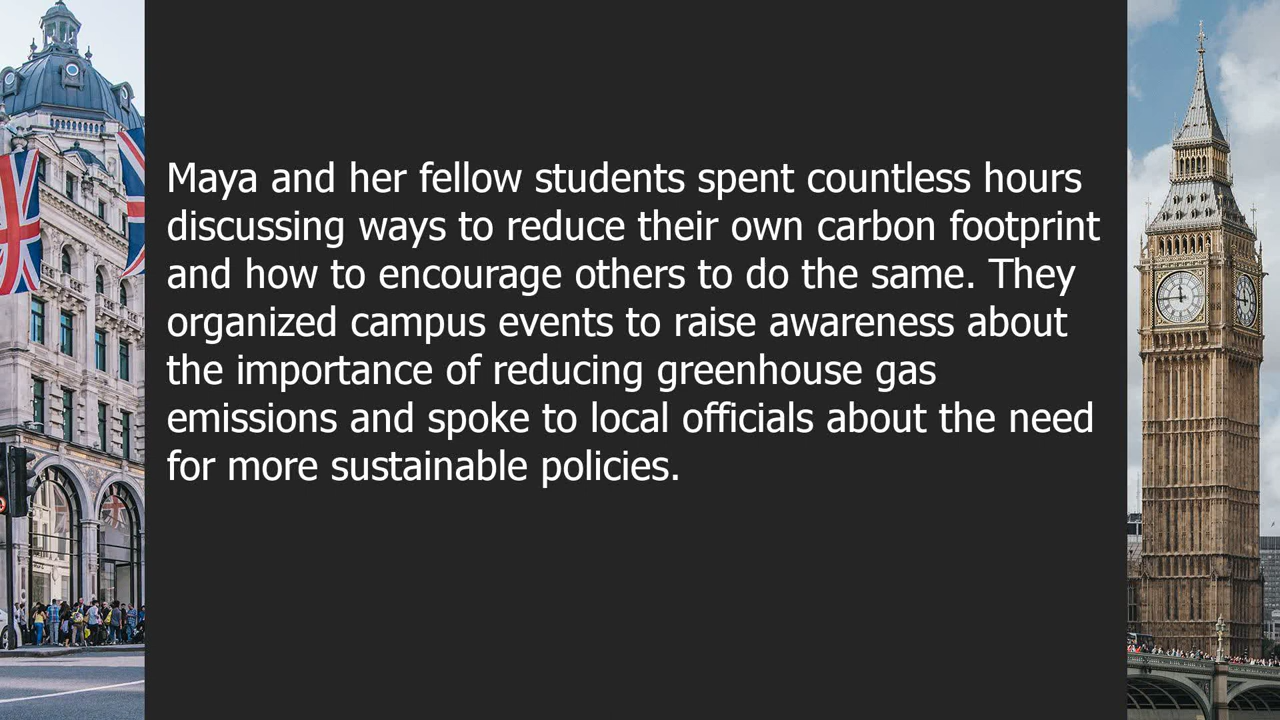 Maya and her fellow students spent countless hours
discussing ways to reduce their own carbon footprint
and how to encourage others to do the same. They
organized campus events to raise awareness about
the importance of reducing greenhouse gas
emissions and spoke to local officials about the need
for more sustainable policies.